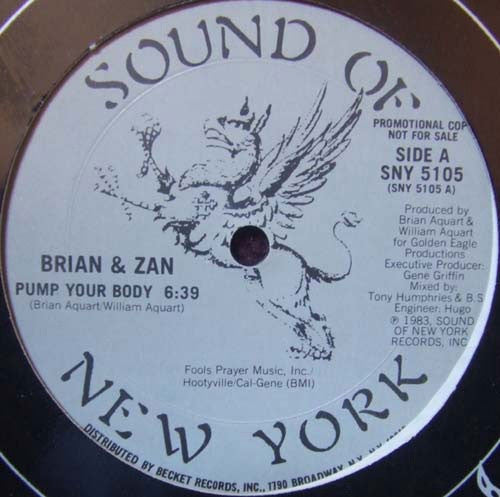 SOUND OF
PROMOTIONAL COP
NOT FOR SALE
SIDE A
SNY 5105
(SNY 5105 A)
Produced by
Brian Aquart &
William Aquart
for Golden Eagle
Productions
Executive Producer:
Gene Griffin
Mixed by:
Tony Humphries & B.S
Engineer: Hugo
℗ 1983, SOUND
OF NEW YORK
RECORDS, INC
BRIAN & ZAN
PUMP YOUR BODY 6:39
(Brian Aquart/William Aquart)
Fools Prayer Music, Inc./
Hootyville/Cal-Gene (BMI)
NEW YORK
DISTRIBUTED BY BECKET RECORDS, INC., 1790 BROADWAY, N.Y., N.Y.